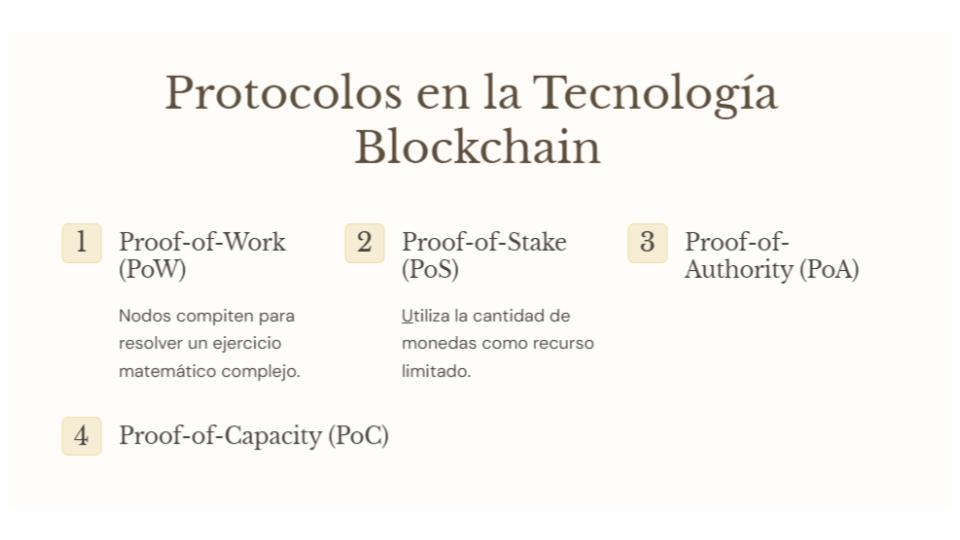 Protocolos en la Tecnología
Blockchain
1
Proof-of-Work
(PoW)
Nodos compiten para
resolver un ejercicio
matemático complejo.
2
Proof-of-Stake
(PoS)
Utiliza la cantidad de
monedas como recurso
limitado.
3
Proof-of-
Authority (PoA)
4
Proof-of-Capacity (PoC)